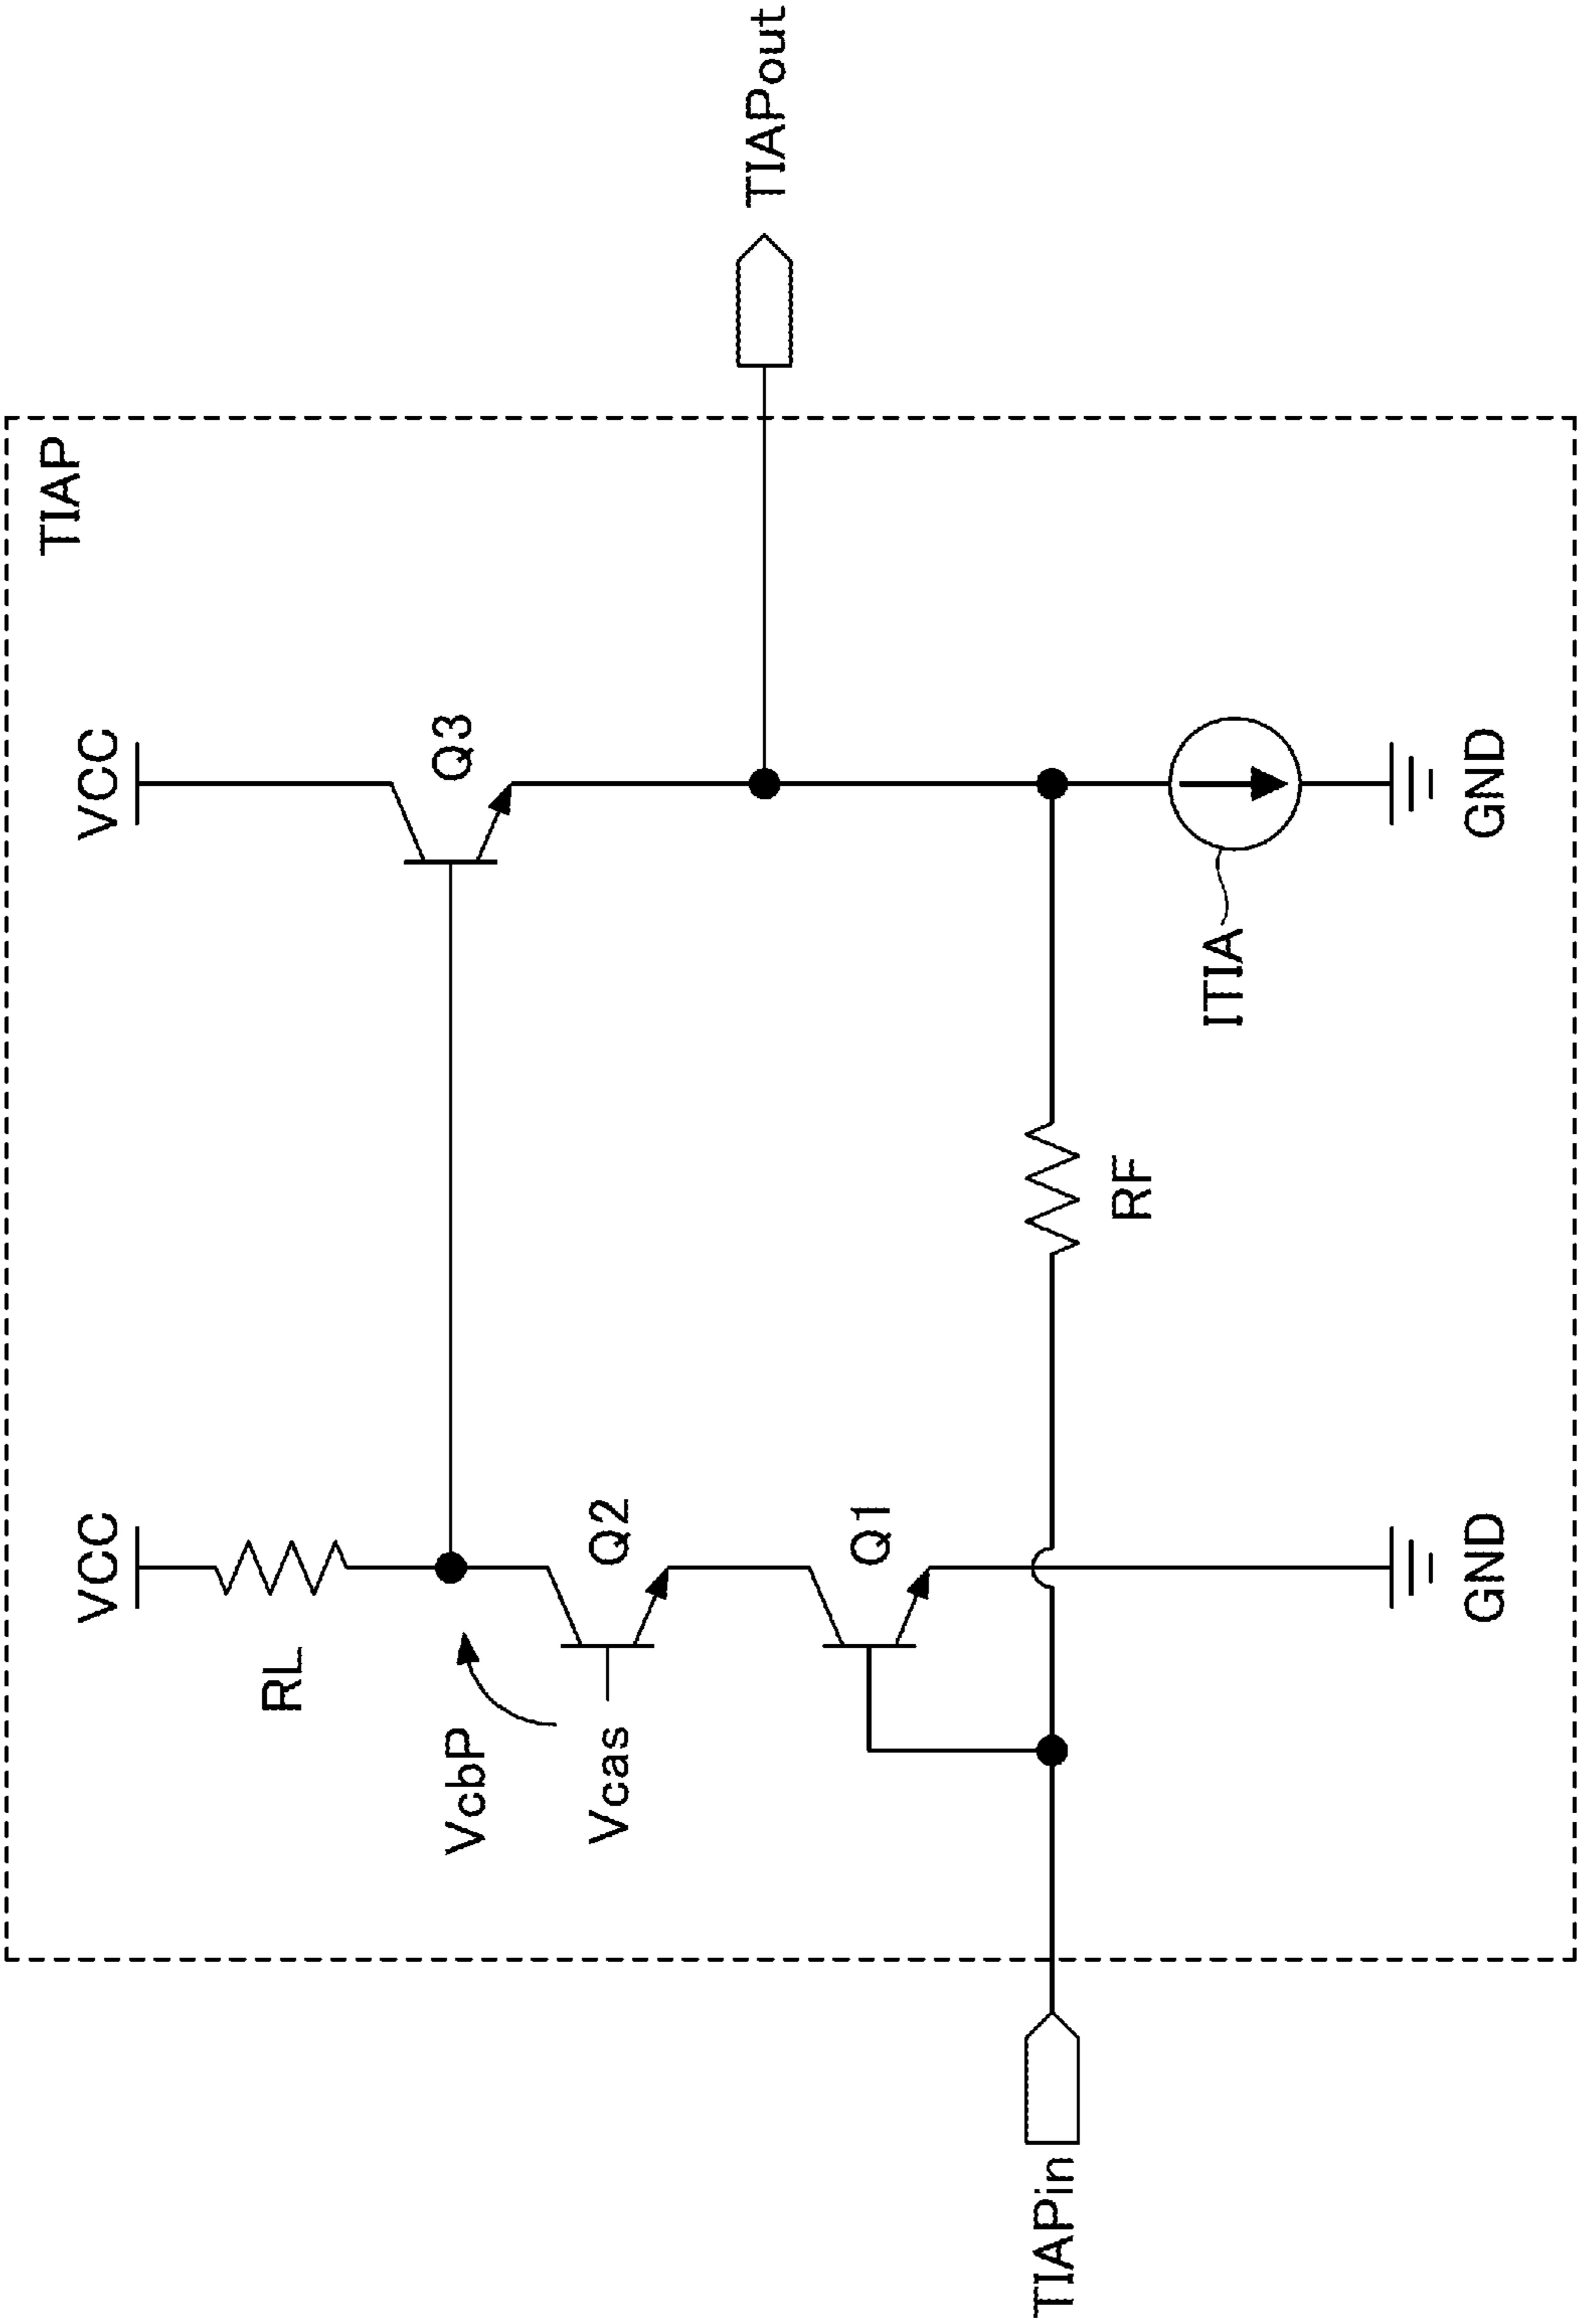 TIAP
VCC
VCC
RL
Q3
VcbP
Q2
Vcas
TIAPout
Q1
RF
TIAPin
ITIA
GND
GND